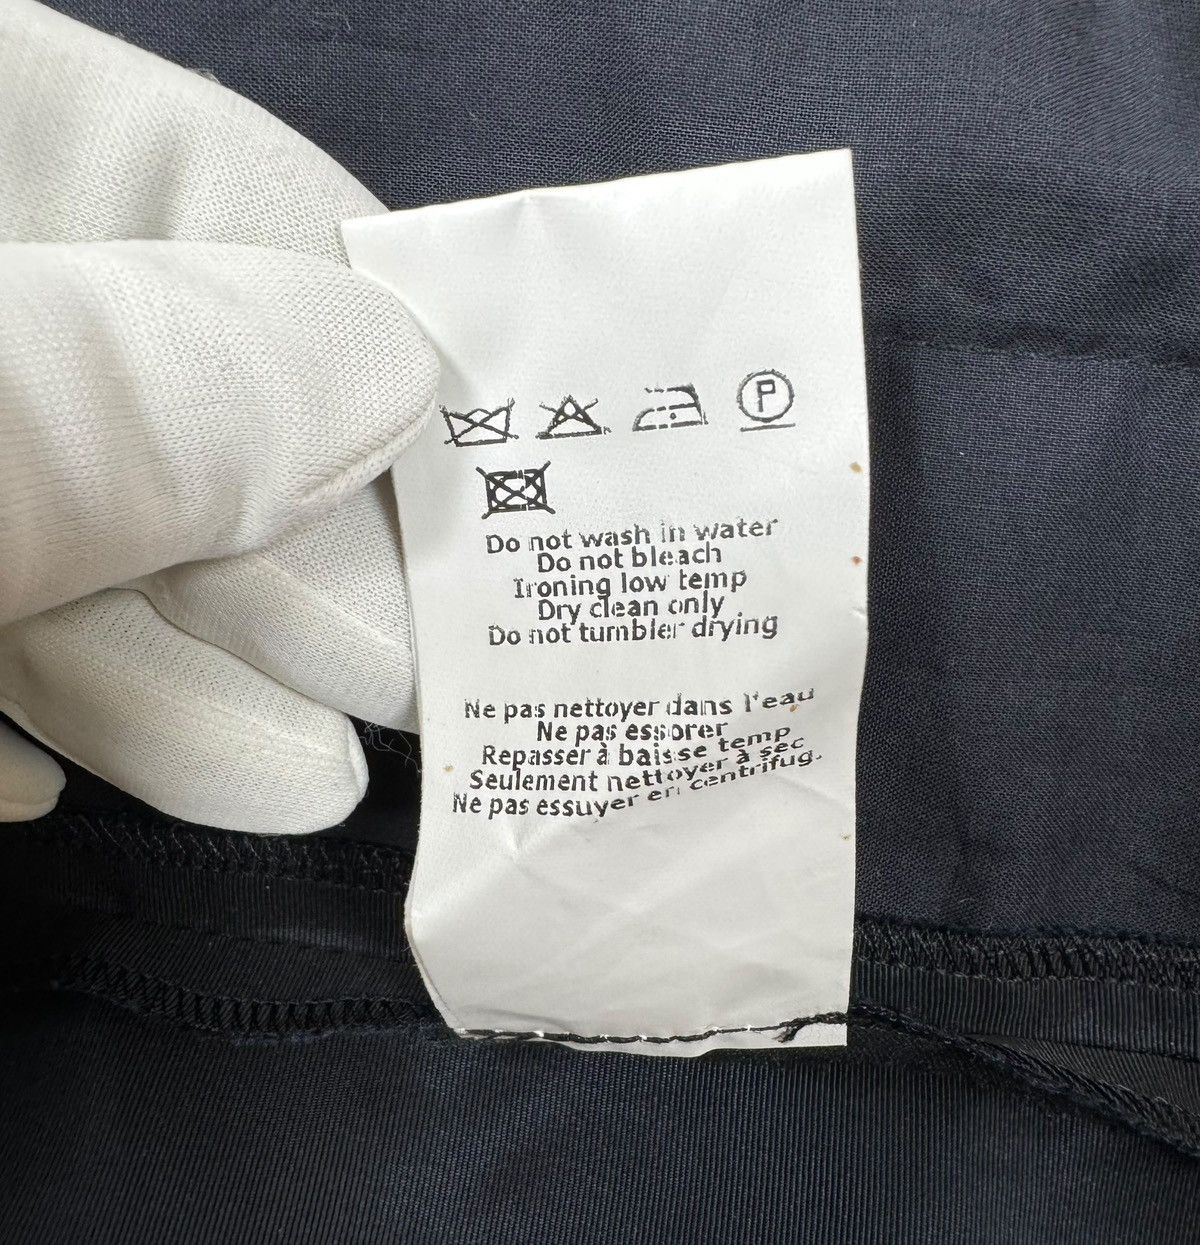 P
Do not wash in water
Do not bleach
Ironing low temp
Dry clean only
Do not tumbler drying
Ne pas nettoyer dans l'eau
Ne pas essorer
Repasser à baisse temp
Seulement nettoyer à sec
Ne pas essuyer en centrifug.